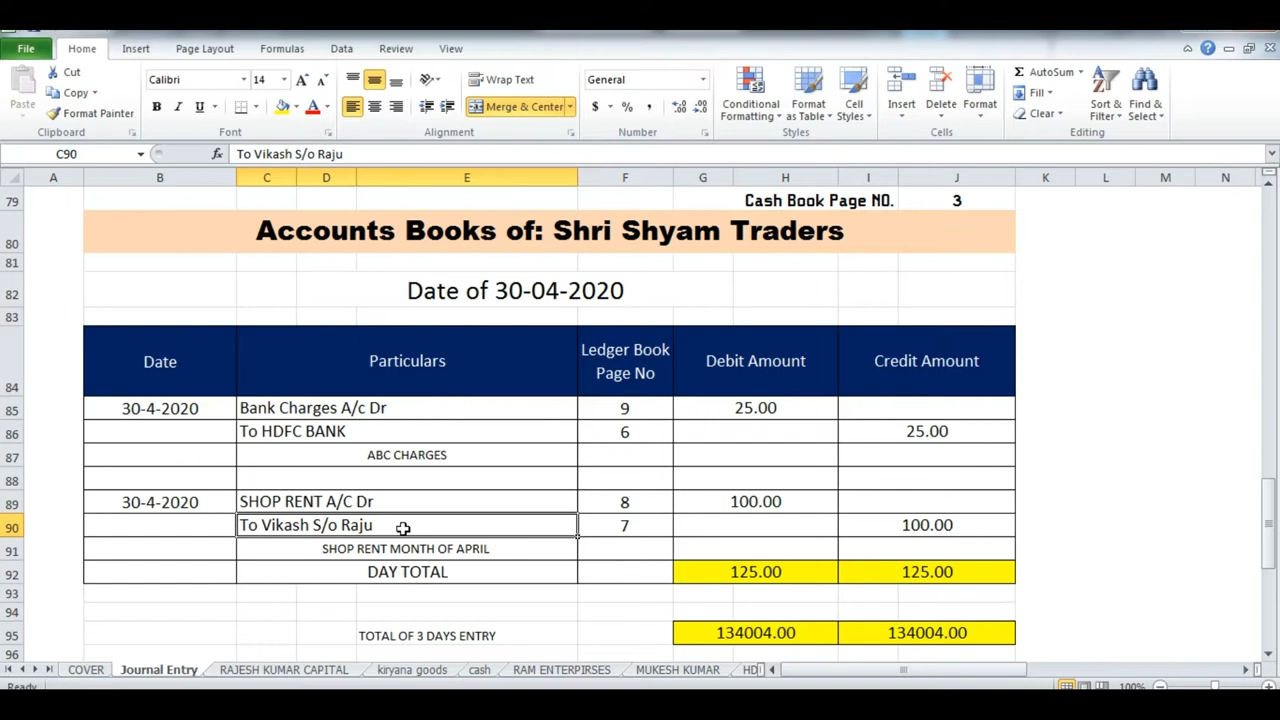 File Home Insert Page Layout Formulas Data Review View
Cut
Copy
Format Painter
Paste
Calibri 14
B I U
Wrap Text
Merge & Center
General
$ % ,
Conditional Formatting
Format as Table
Cell Styles
Insert Delete Format
Σ AutoSum
Fill
Clear
Sort & Filter
Find & Select
Clipboard Font Alignment Number Styles Cells Editing
C90 fx To Vikash S/o Raju
A B C D E F G H I J K L M N
79 Cash Book Page NO. 3
80 Accounts Books of: Shri Shyam Traders
81
82 Date of 30-04-2020
83
84 Date Particulars Ledger Book Page No Debit Amount Credit Amount
85 30-4-2020 Bank Charges A/c Dr 9 25.00
86 To HDFC BANK 6 25.00
87 ABC CHARGES
88
89 30-4-2020 SHOP RENT A/C Dr 8 100.00
90 To Vikash S/o Raju 7 100.00
91 SHOP RENT MONTH OF APRIL
92 DAY TOTAL 125.00 125.00
93
94
95 TOTAL OF 3 DAYS ENTRY 134004.00 134004.00
96
COVER Journal Entry RAJESH KUMAR CAPITAL kiryana goods cash RAM ENTERPIRSES MUKESH KUMAR HD
Ready 100%